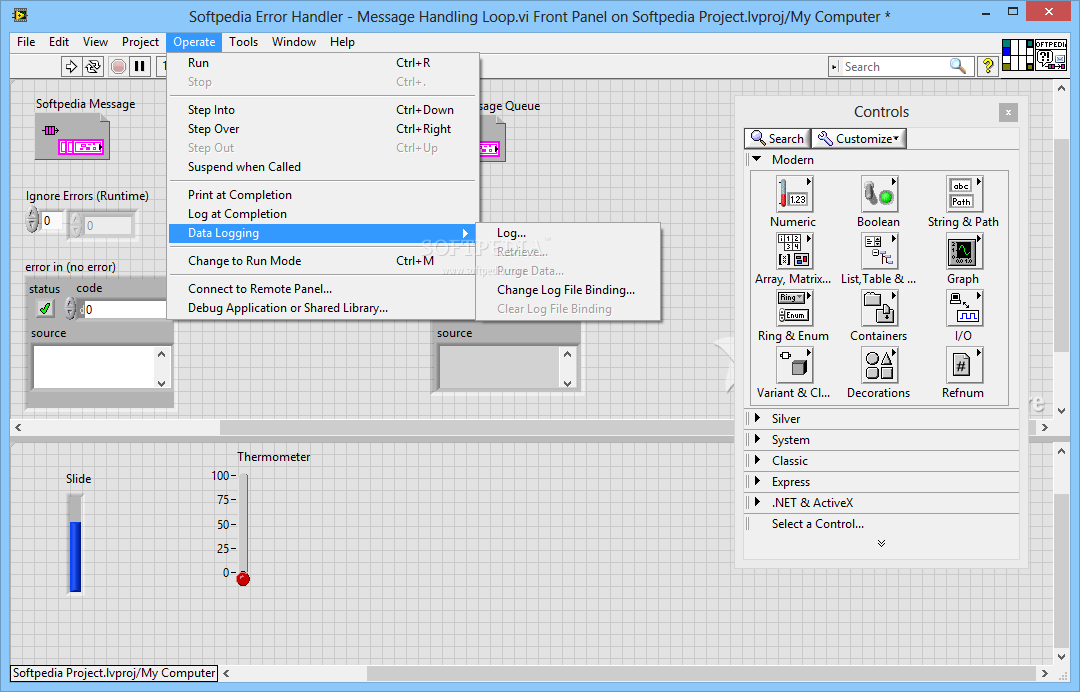 Softpedia Error Handler - Message Handling Loop.vi Front Panel on Softpedia Project.lvproj/My Computer *
File Edit View Project Operate Tools Window Help
Search
?
Run Ctrl+R
Stop Ctrl+.
Step Into Ctrl+Down
Step Over Ctrl+Right
Step Out Ctrl+Up
Suspend when Called
Print at Completion
Log at Completion
Data Logging
Change to Run Mode Ctrl+M
Connect to Remote Panel...
Debug Application or Shared Library...
Log...
Retrieve...
Purge Data...
Change Log File Binding...
Clear Log File Binding
SOFTPEDIA
Softpedia Message
Queue
Ignore Errors (Runtime)
0
0
error in (no error)
status code
0
source
source
Controls
Search Customize
Modern
1.23
abc
Path
Numeric Boolean String & Path
Array, Matrix... List, Table & ... Graph
Ring
Enum
Ring & Enum Containers I/O
#
Variant & Cl... Decorations Refnum
Silver
System
Classic
Express
.NET & ActiveX
Select a Control...
Slide
Thermometer
100
75
50
25
0
Softpedia Project.lvproj/My Computer